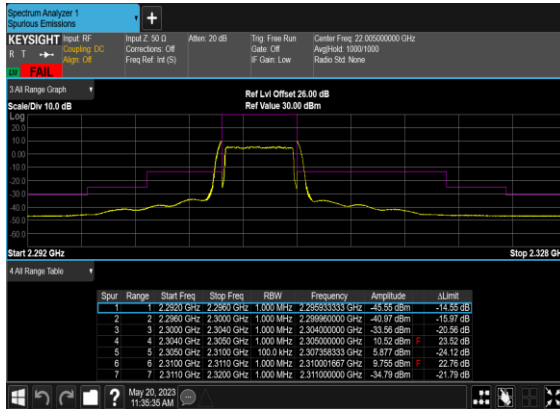 Spectrum Analyzer 1
Spurious Emissions
+
KEYSIGHT Input: RF Input Z: 50 Ω Atten: 20 dB Trig: Free Run Center Freq: 22.005000000 GHz
R T Coupling: DC Corrections: Off Gate: Off Avg|Hold: 1000/1000
Align: Off Freq Ref: Int (S) IF Gain: Low Radio Std: None
FAIL
3 All Range Graph Ref Lvl Offset 26.00 dB
Scale/Div 10.0 dB Ref Value 30.00 dBm
Log
20.0
10.0
0.00
-10.0
-20.0
-30.0
-40.0
-50.0
-60.0
Start 2.292 GHz Stop 2.328 GH
4 All Range Table
Spur Range Start Freq Stop Freq RBW Frequency Amplitude ΔLimit
1 1 2.2920 GHz 2.2960 GHz 1.000 MHz 2.295933333 GHz -45.55 dBm -14.55 dB
2 2 2.2960 GHz 2.3000 GHz 1.000 MHz 2.299960000 GHz -40.97 dBm -15.97 dB
3 3 2.3000 GHz 2.3040 GHz 1.000 MHz 2.304000000 GHz -33.56 dBm -20.56 dB
4 4 2.3040 GHz 2.3050 GHz 1.000 MHz 2.305000000 GHz 10.52 dBm F 23.52 dB
5 5 2.3050 GHz 2.3100 GHz 100.0 kHz 2.307358333 GHz 5.877 dBm -24.12 dB
6 6 2.3100 GHz 2.3110 GHz 1.000 MHz 2.310001667 GHz 9.755 dBm F 22.76 dB
7 7 2.3110 GHz 2.3200 GHz 1.000 MHz 2.311000000 GHz -34.79 dBm -21.79 dB
? May 20, 2023
11:35:35 AM